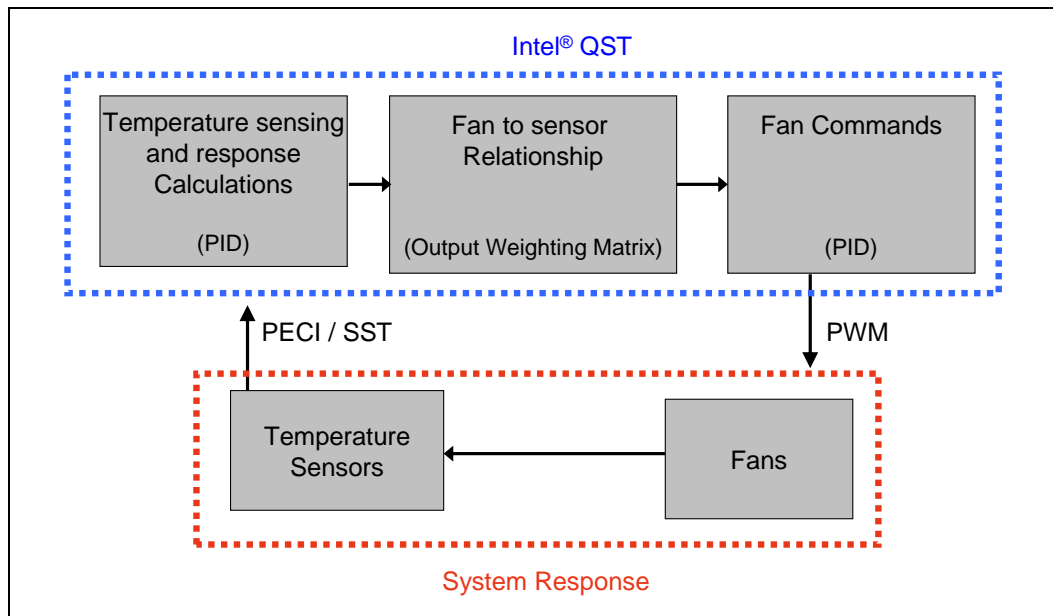 Intel® QST
Temperature sensing
and response
Calculations
(PID)
Fan to sensor
Relationship
(Output Weighting Matrix)
Fan Commands
(PID)
PECI / SST
PWM
Temperature
Sensors
Fans
System Response